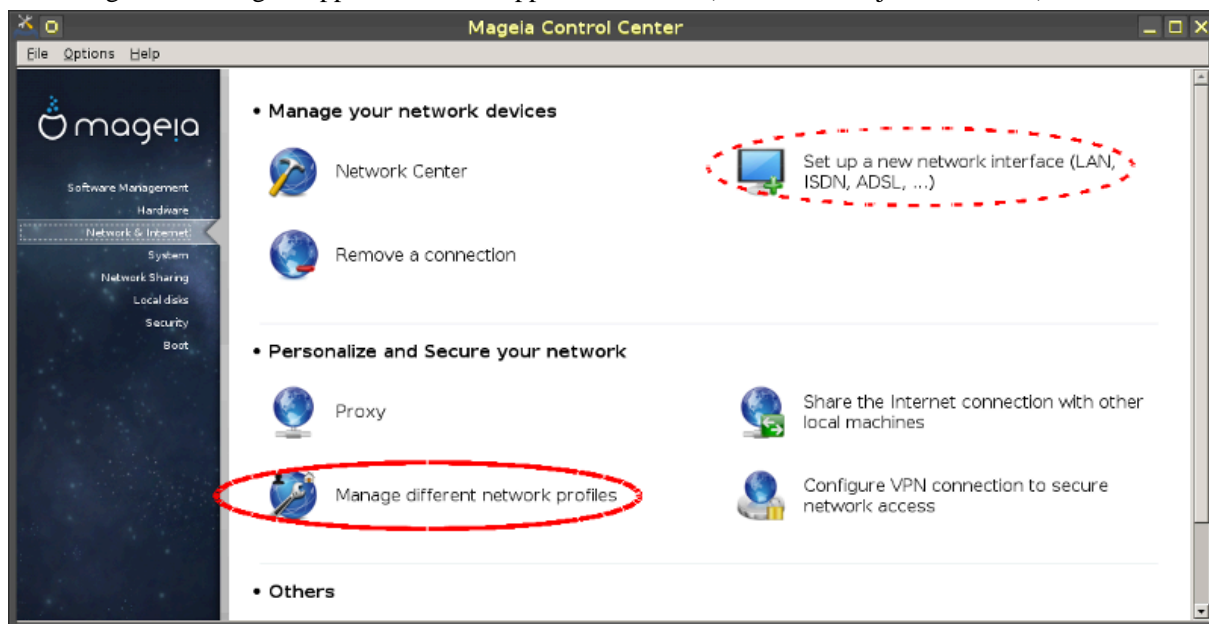 Mageia Control Center
File Options Help
mageia
Software Management
Hardware
Network & Internet
System
Network Sharing
Local disks
Security
Boot
• Manage your network devices
Network Center
Set up a new network interface (LAN,
ISDN, ADSL, ...)
Remove a connection
• Personalize and Secure your network
Proxy
Share the Internet connection with other
local machines
Manage different network profiles
Configure VPN connection to secure
network access
• Others